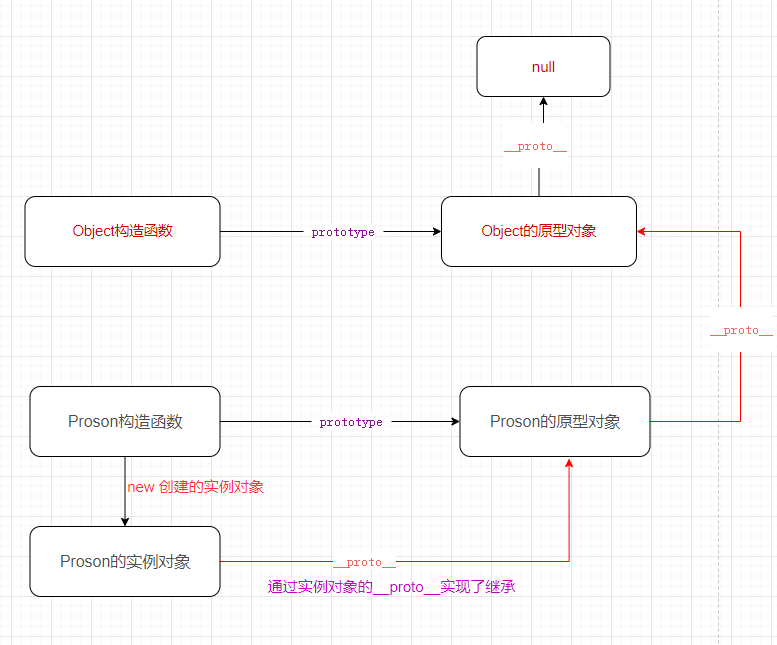 null
__proto__
Object构造函数
prototype
Object的原型对象
__proto__
Proson构造函数
prototype
Proson的原型对象
new 创建的实例对象
Proson的实例对象
__proto__
通过实例对象的__proto__实现了继承